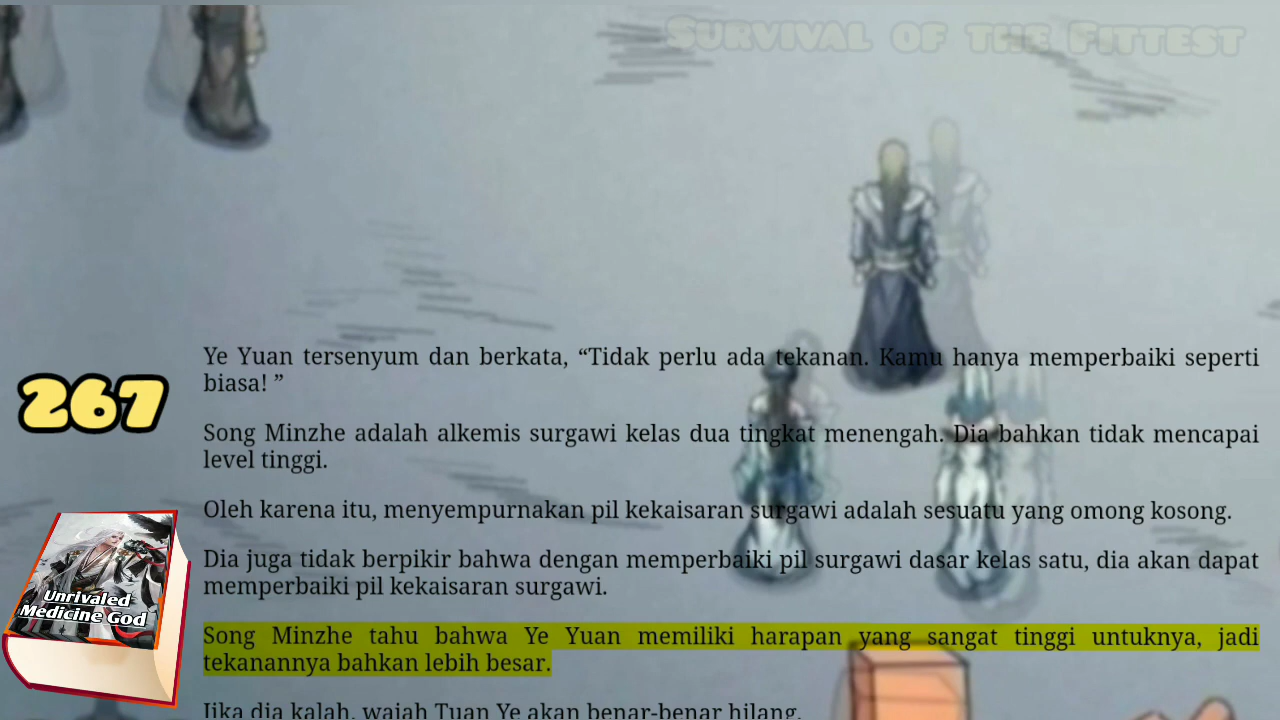 Survival of the Fittest
Ye Yuan tersenyum dan berkata, “Tidak perlu ada tekanan. Kamu hanya memperbaiki seperti
biasa! ”
267
Song Minzhe adalah alkemis surgawi kelas dua tingkat menengah. Dia bahkan tidak mencapai
level tinggi.
Oleh karena itu, menyempurnakan pil kekaisaran surgawi adalah sesuatu yang omong kosong.
Dia juga tidak berpikir bahwa dengan memperbaiki pil surgawi dasar kelas satu, dia akan dapat
memperbaiki pil kekaisaran surgawi.
Unrivaled
Medicine God
Song Minzhe tahu bahwa Ye Yuan memiliki harapan yang sangat tinggi untuknya, jadi
tekanannya bahkan lebih besar.
Jika dia kalah, wajah Tuan Ye akan benar-benar hilang.